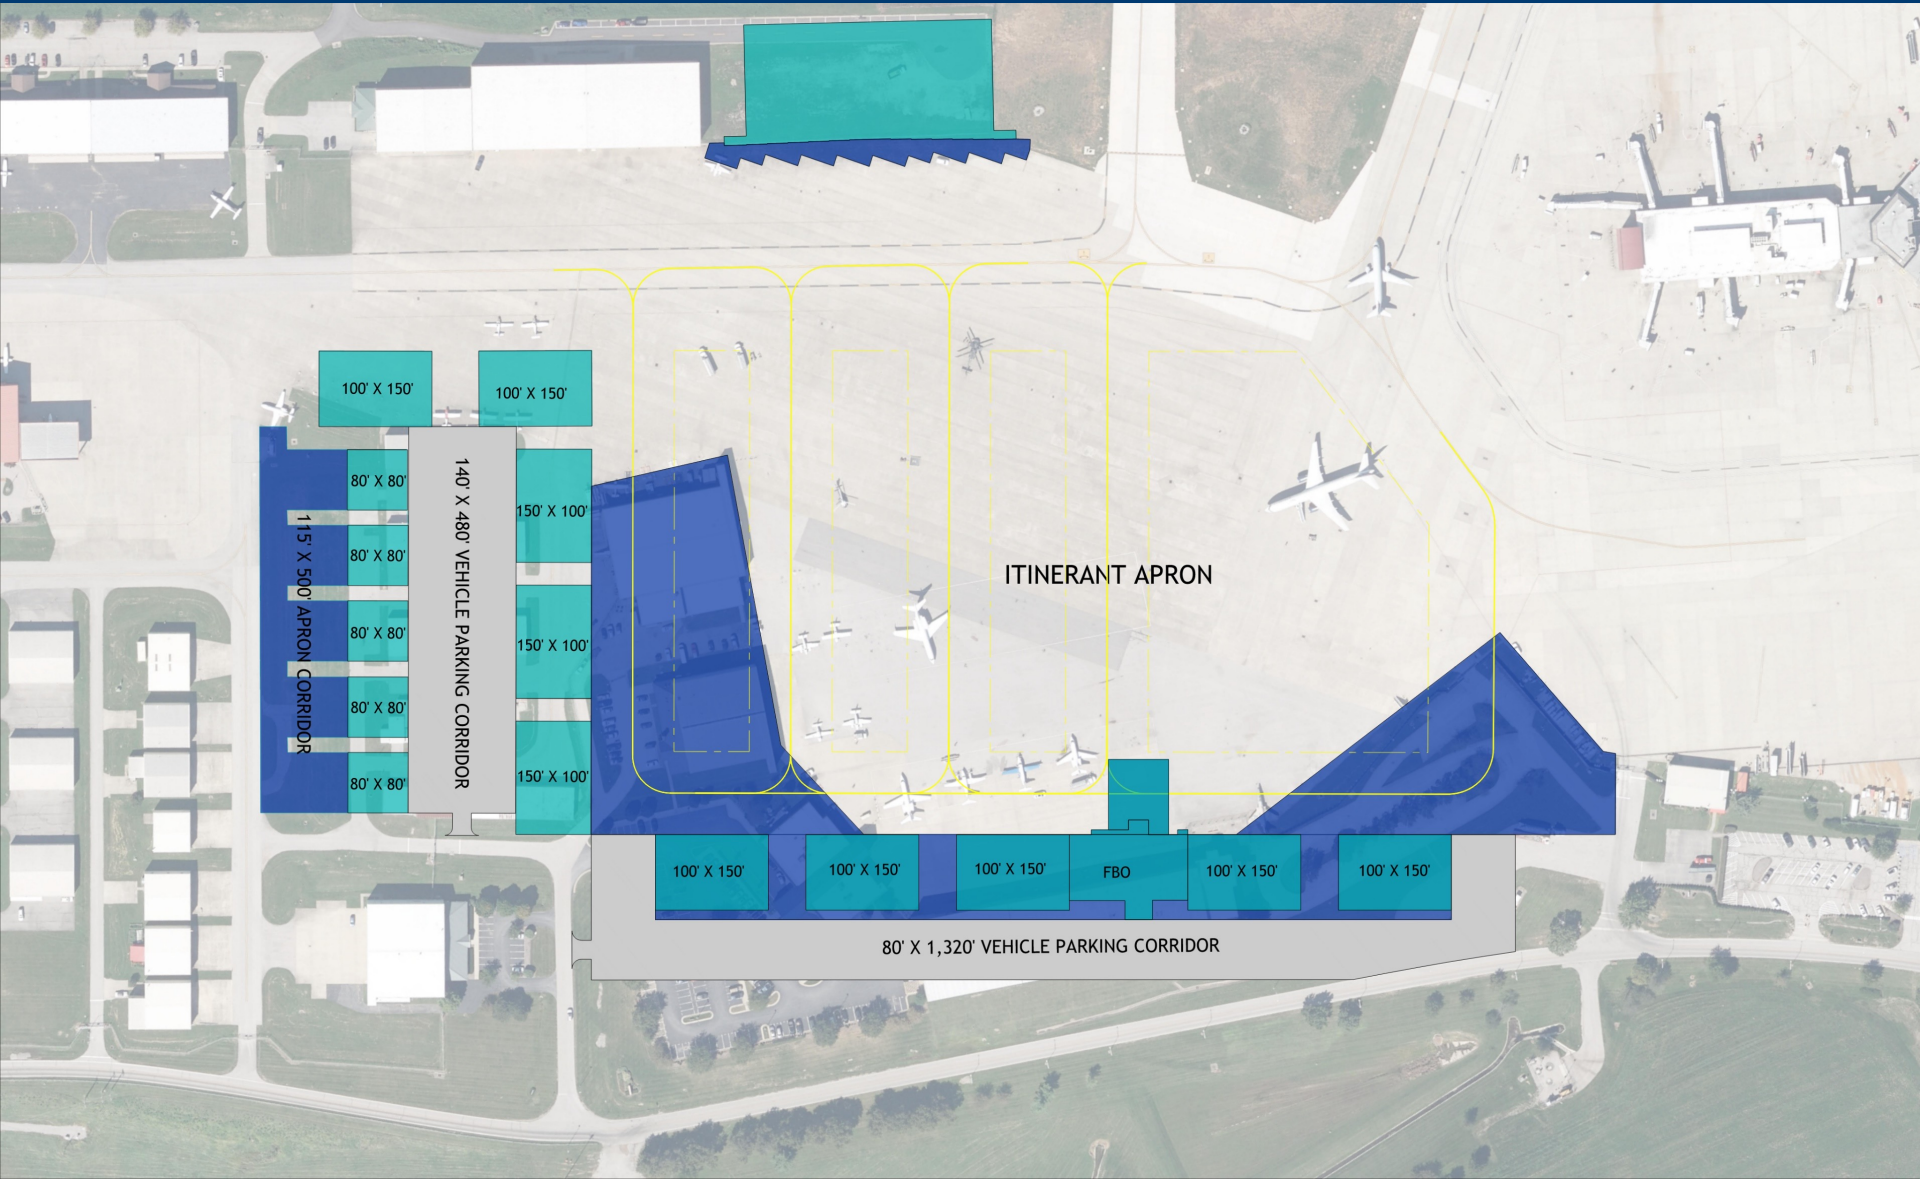 100' X 150'
100' X 150'
80' X 80'
80' X 80'
80' X 80'
80' X 80'
80' X 80'
115' X 500' APRON CORRIDOR
140' X 480' VEHICLE PARKING CORRIDOR
150' X 100'
150' X 100'
150' X 100'
ITINERANT APRON
100' X 150'
100' X 150'
100' X 150'
FBO
100' X 150'
100' X 150'
80' X 1,320' VEHICLE PARKING CORRIDOR